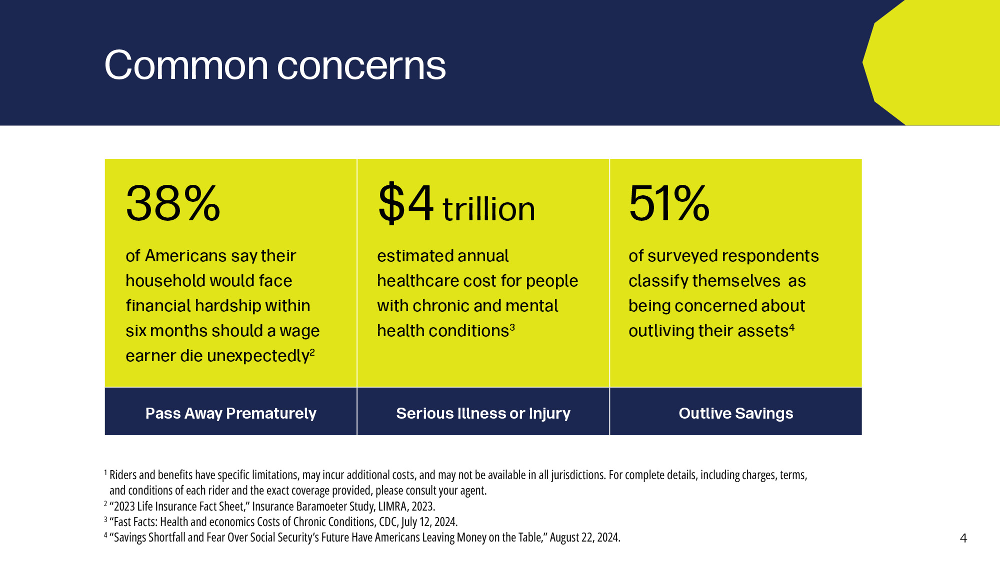 Common concerns
38%
of Americans say their
household would face
financial hardship within
six months should a wage
earner die unexpectedly²
Pass Away Prematurely
$4 trillion
estimated annual
healthcare cost for people
with chronic and mental
health conditions³
Serious Illness or Injury
51%
of surveyed respondents
classify themselves  as
being concerned about
outliving their assets⁴
Outlive Savings
¹ Riders and benefits have specific limitations, may incur additional costs, and may not be available in all jurisdictions. For complete details, including charges, terms,
and conditions of each rider and the exact coverage provided, please consult your agent.
² “2023 Life Insurance Fact Sheet,” Insurance Baramoeter Study, LIMRA, 2023.
³ “Fast Facts: Health and economics Costs of Chronic Conditions, CDC, July 12, 2024.
⁴ “Savings Shortfall and Fear Over Social Security’s Future Have Americans Leaving Money on the Table,” August 22, 2024.
4